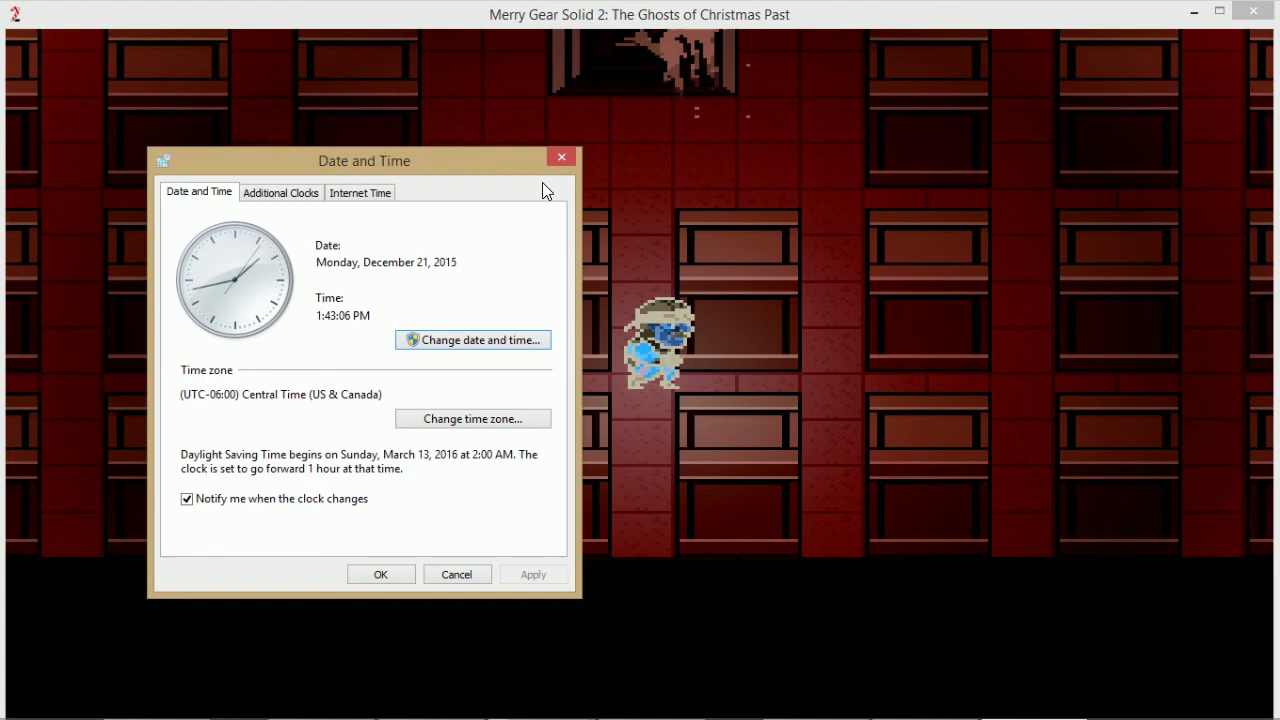 Merry Gear Solid 2: The Ghosts of Christmas Past
Date and Time
Date and Time Additional Clocks Internet Time
Date:
Monday, December 21, 2015
Time:
1:43:06 PM
Change date and time...
Time zone
(UTC-06:00) Central Time (US & Canada)
Change time zone...
Daylight Saving Time begins on Sunday, March 13, 2016 at 2:00 AM. The
clock is set to go forward 1 hour at that time.
Notify me when the clock changes
OK Cancel Apply